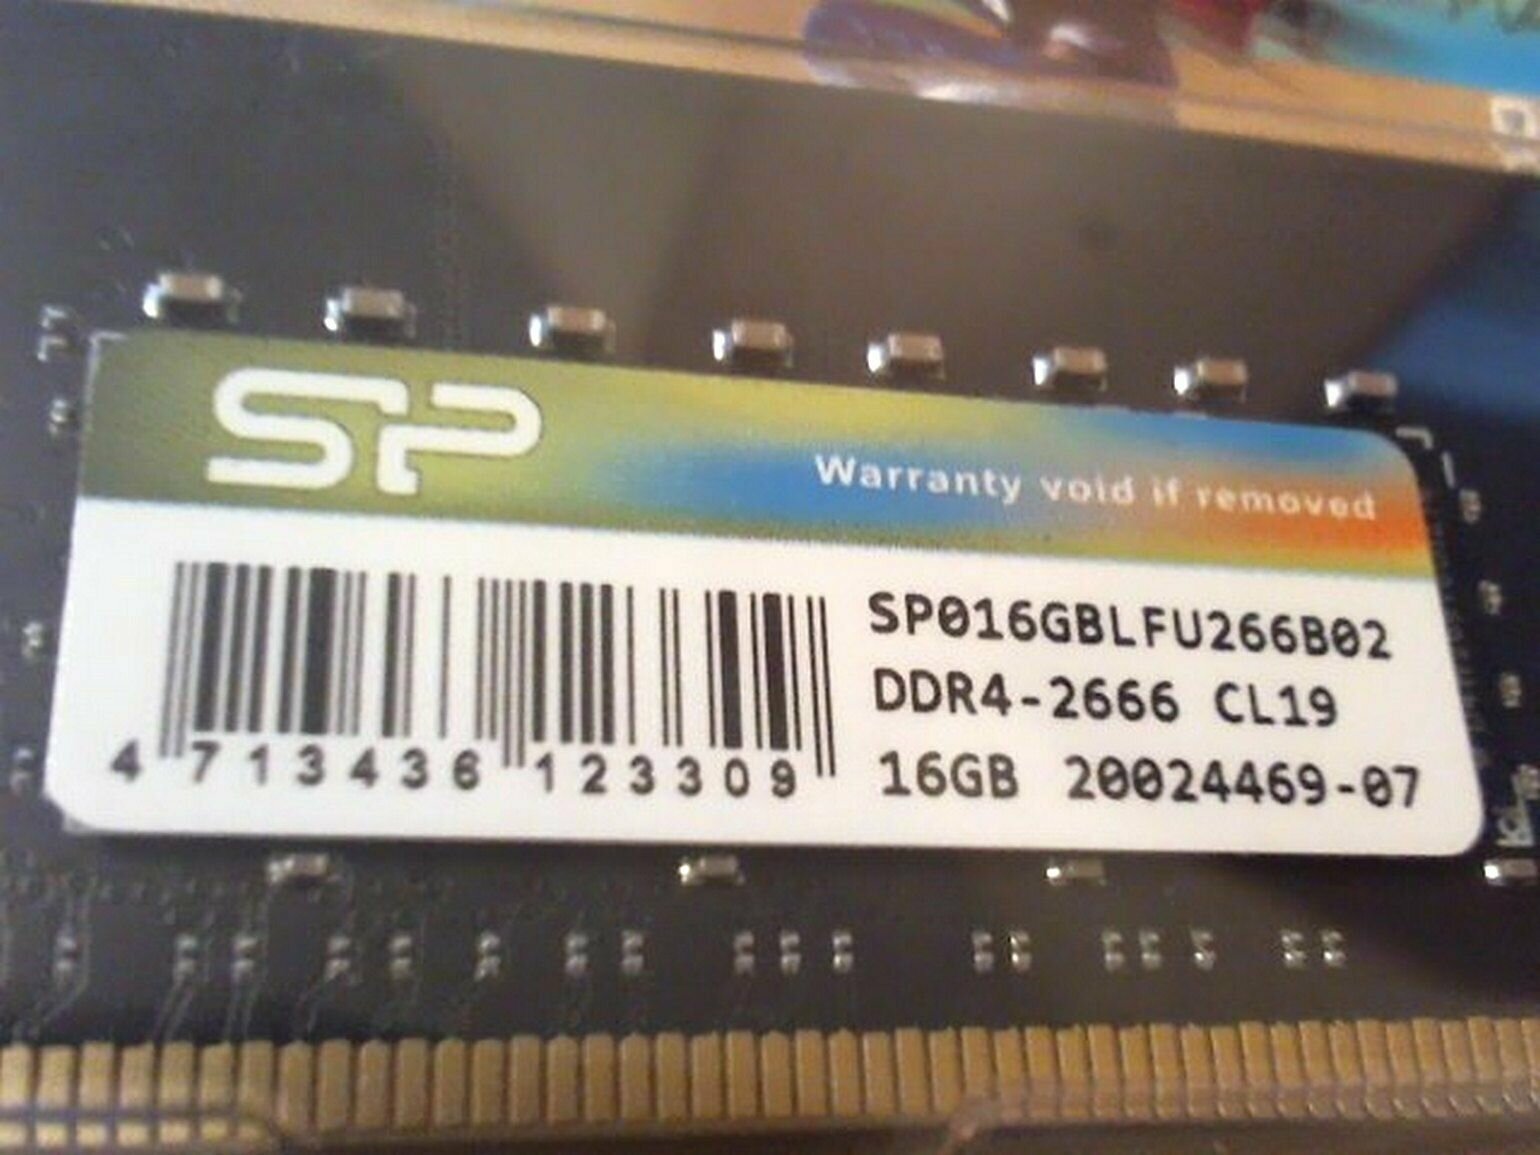 SP
Warranty void if removed
SP016GBLFU266B02
DDR4-2666 CL19
16GB 20024469-07
4 713436 123309